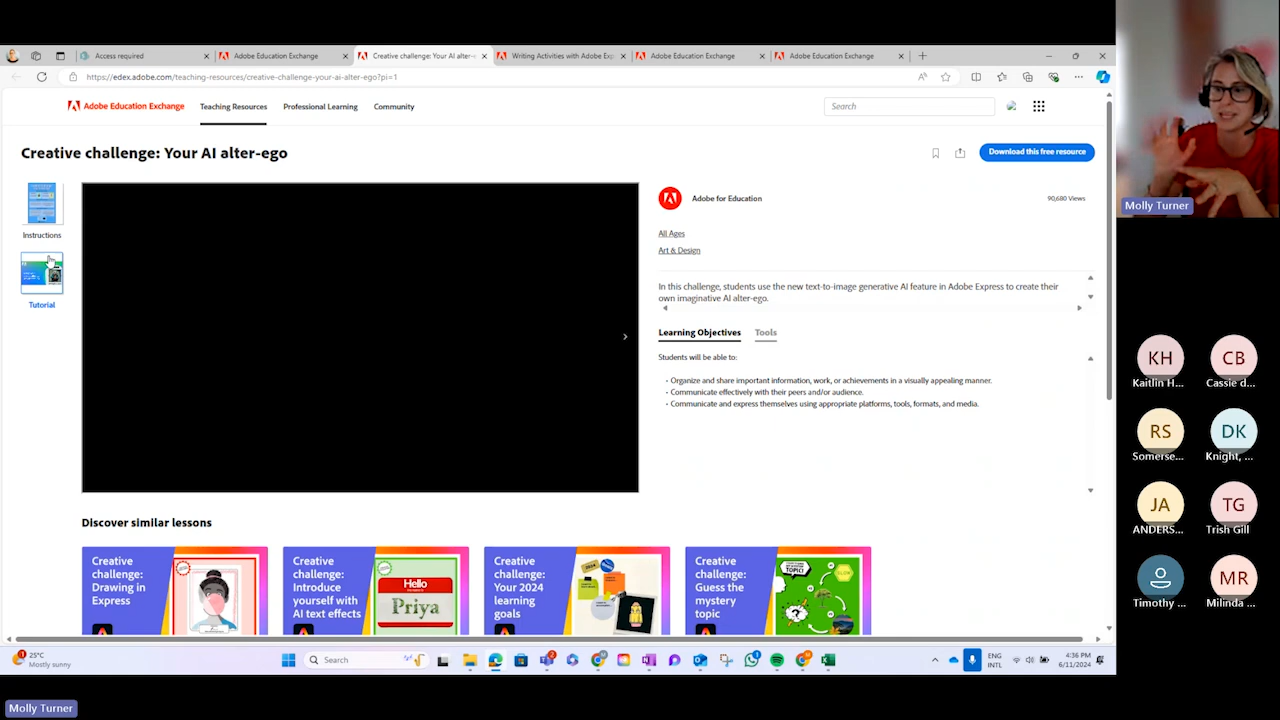 Access required
Adobe Education Exchange
Creative challenge: Your AI alter-e
Writing Activities with Adobe Exp
Adobe Education Exchange
Adobe Education Exchange
https://edex.adobe.com/teaching-resources/creative-challenge-your-ai-alter-ego?pi=1
Adobe Education Exchange
Teaching Resources
Professional Learning
Community
Search
Creative challenge: Your AI alter-ego
Download this free resource
Instructions
Tutorial
Adobe for Education
90,680 Views
All Ages
Art & Design
In this challenge, students use the new text-to-image generative AI feature in Adobe Express to create their
own imaginative AI alter-ego.
Learning Objectives
Tools
Students will be able to:
• Organize and share important information, work, or achievements in a visually appealing manner.
• Communicate effectively with their peers and/or audience.
• Communicate and express themselves using appropriate platforms, tools, formats, and media.
Discover similar lessons
Creative
challenge:
Drawing in
Express
Creative
challenge:
Introduce
yourself with
AI text effects
Hello
Priya
Creative
challenge:
Your 2024
learning
goals
Creative
challenge:
Guess the
mystery
topic
25°C
Mostly sunny
Search
ENG
INTL
4:36 PM
6/11/2024
Molly Turner
KH
Kaitlin H...
CB
Cassie d...
RS
Somerse...
DK
Knight, ...
JA
ANDERS...
TG
Trish Gill
Timothy ...
MR
Milinda ...
Molly Turner